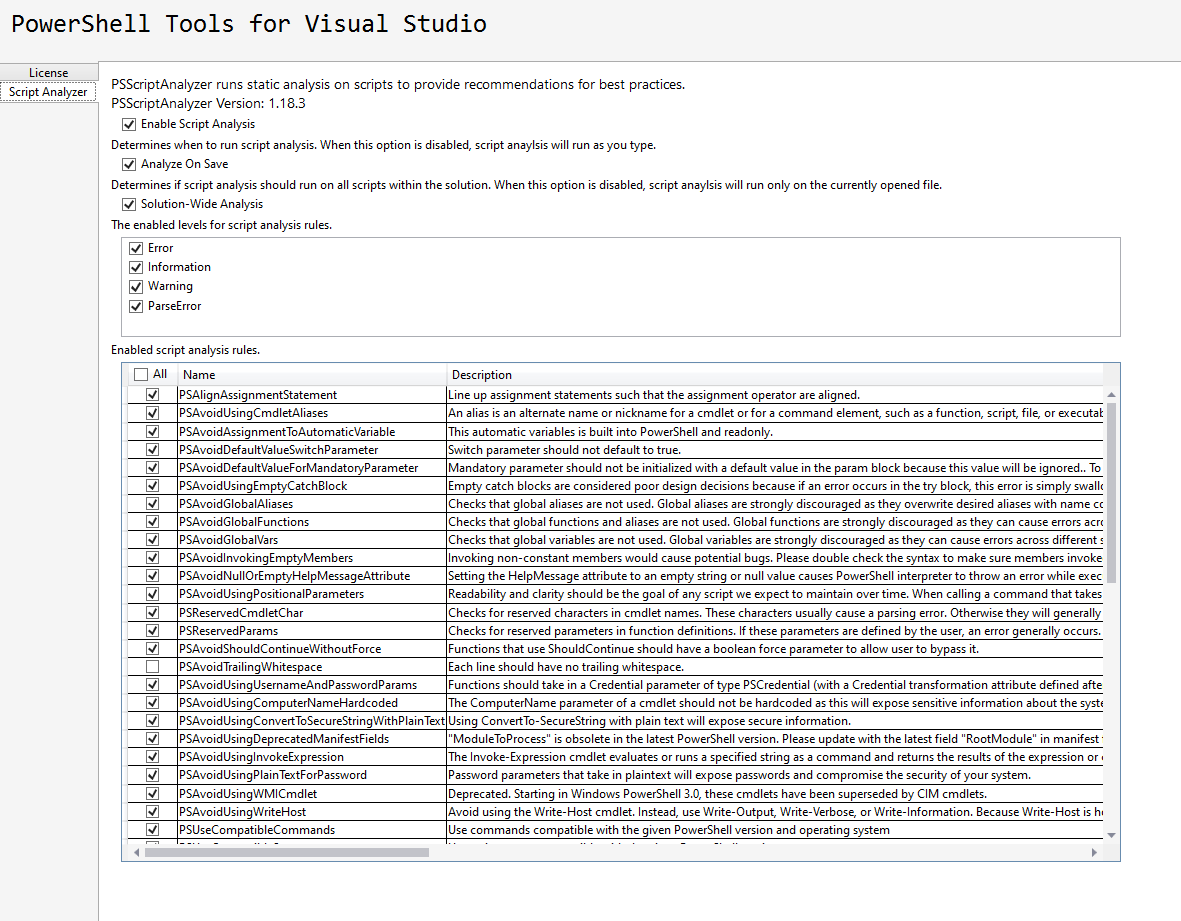 PowerShell Tools for Visual Studio
License
Script Analyzer
PSScriptAnalyzer runs static analysis on scripts to provide recommendations for best practices.
PSScriptAnalyzer Version: 1.18.3
Enable Script Analysis
Determines when to run script analysis. When this option is disabled, script anaylsis will run as you type.
Analyze On Save
Determines if script analysis should run on all scripts within the solution. When this option is disabled, script anaylsis will run only on the currently opened file.
Solution-Wide Analysis
The enabled levels for script analysis rules.
Error
Information
Warning
ParseError
Enabled script analysis rules.
All Name Description
PSAlignAssignmentStatement Line up assignment statements such that the assignment operator are aligned.
PSAvoidUsingCmdletAliases An alias is an alternate name or nickname for a cmdlet or for a command element, such as a function, script, file, or executab
PSAvoidAssignmentToAutomaticVariable This automatic variables is built into PowerShell and readonly.
PSAvoidDefaultValueSwitchParameter Switch parameter should not default to true.
PSAvoidDefaultValueForMandatoryParameter Mandatory parameter should not be initialized with a default value in the param block because this value will be ignored.. To
PSAvoidUsingEmptyCatchBlock Empty catch blocks are considered poor design decisions because if an error occurs in the try block, this error is simply swallo
PSAvoidGlobalAliases Checks that global aliases are not used. Global aliases are strongly discouraged as they overwrite desired aliases with name co
PSAvoidGlobalFunctions Checks that global functions and aliases are not used. Global functions are strongly discouraged as they can cause errors acro
PSAvoidGlobalVars Checks that global variables are not used. Global variables are strongly discouraged as they can cause errors across different s
PSAvoidInvokingEmptyMembers Invoking non-constant members would cause potential bugs. Please double check the syntax to make sure members invoke
PSAvoidNullOrEmptyHelpMessageAttribute Setting the HelpMessage attribute to an empty string or null value causes PowerShell interpreter to throw an error while exec
PSAvoidUsingPositionalParameters Readability and clarity should be the goal of any script we expect to maintain over time. When calling a command that takes
PSReservedCmdletChar Checks for reserved characters in cmdlet names. These characters usually cause a parsing error. Otherwise they will generally
PSReservedParams Checks for reserved parameters in function definitions. If these parameters are defined by the user, an error generally occurs.
PSAvoidShouldContinueWithoutForce Functions that use ShouldContinue should have a boolean force parameter to allow user to bypass it.
PSAvoidTrailingWhitespace Each line should have no trailing whitespace.
PSAvoidUsingUsernameAndPasswordParams Functions should take in a Credential parameter of type PSCredential (with a Credential transformation attribute defined afte
PSAvoidUsingComputerNameHardcoded The ComputerName parameter of a cmdlet should not be hardcoded as this will expose sensitive information about the syste
PSAvoidUsingConvertToSecureStringWithPlainText Using ConvertTo-SecureString with plain text will expose secure information.
PSAvoidUsingDeprecatedManifestFields "ModuleToProcess" is obsolete in the latest PowerShell version. Please update with the latest field "RootModule" in manifest
PSAvoidUsingInvokeExpression The Invoke-Expression cmdlet evaluates or runs a specified string as a command and returns the results of the expression or
PSAvoidUsingPlainTextForPassword Password parameters that take in plaintext will expose passwords and compromise the security of your system.
PSAvoidUsingWMICmdlet Deprecated. Starting in Windows PowerShell 3.0, these cmdlets have been superseded by CIM cmdlets.
PSAvoidUsingWriteHost Avoid using the Write-Host cmdlet. Instead, use Write-Output, Write-Verbose, or Write-Information. Because Write-Host is
PSUseCompatibleCommands Use commands compatible with the given PowerShell version and operating system